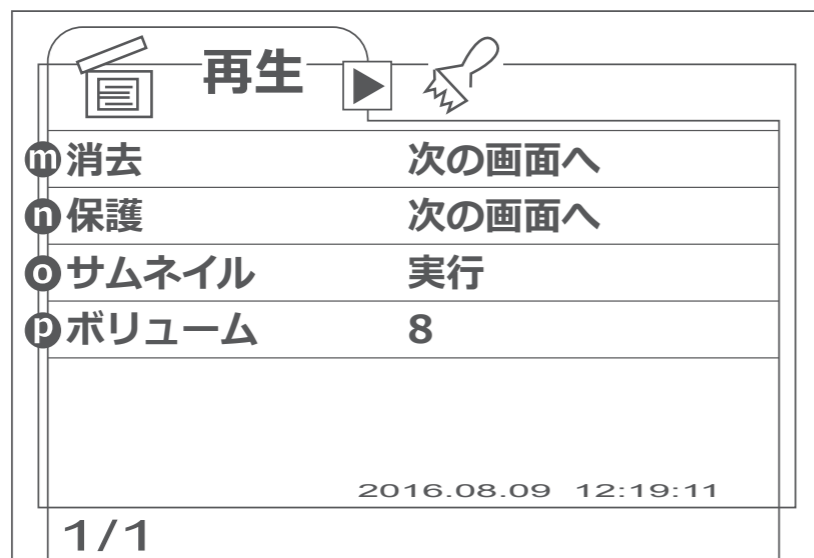 再生
m 消去 次の画面へ
n 保護 次の画面へ
o サムネイル 実行
p ボリューム 8
2016.08.09 12:19:11
1/1